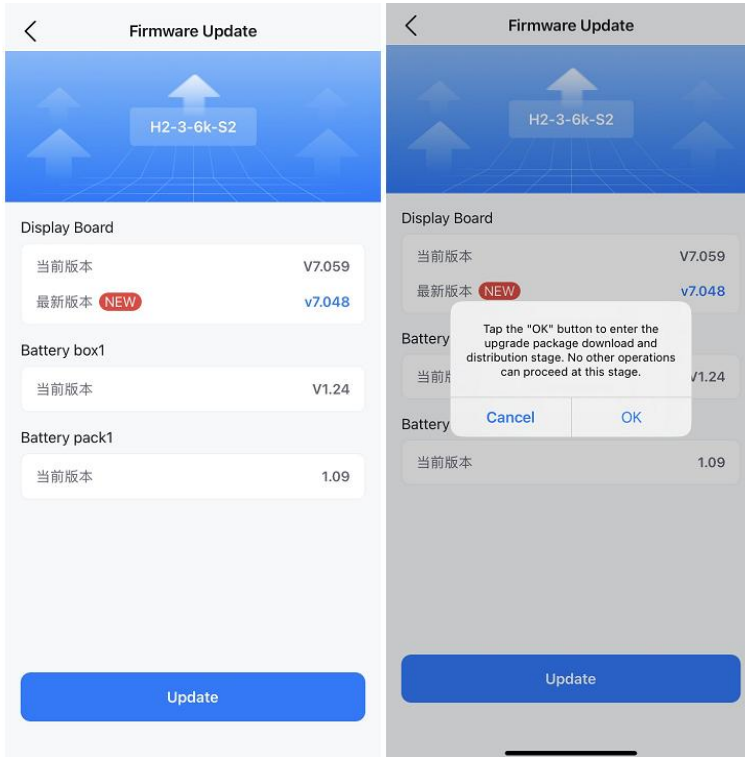 Firmware Update
H2-3-6k-S2
Display Board
当前版本 V7.059
最新版本 NEW v7.048
Battery box1
当前版本 V1.24
Battery pack1
当前版本 1.09
Update
Firmware Update
H2-3-6k-S2
Display Board
当前版本 V7.059
最新版本 NEW v7.048
Tap the "OK" button to enter the
upgrade package download and
distribution stage. No other operations
can proceed at this stage.
Cancel OK
Battery
当前 V1.24
Battery
当前版本 1.09
Update